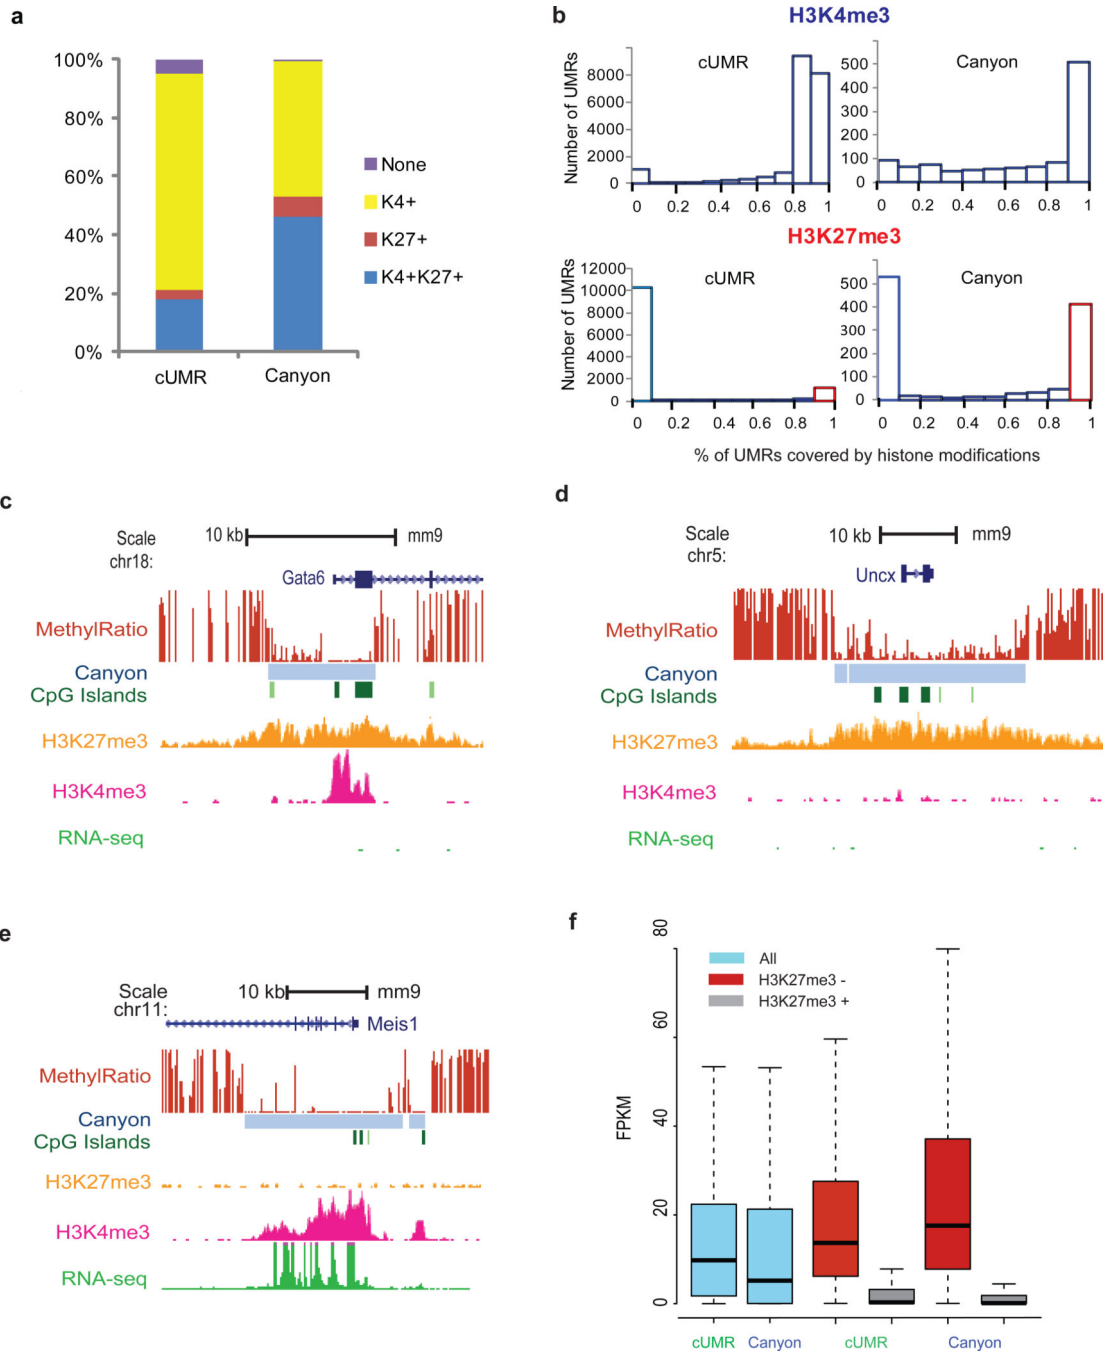 a
100%
80%
60%
40%
20%
0%
cUMR
Canyon
None
K4+
K27+
K4+K27+
b
H3K4me3
Number of UMRs
cUMR
8000
6000
4000
2000
0
0 0.2 0.4 0.6 0.8 1
Canyon
500
400
300
200
100
0
0 0.2 0.4 0.6 0.8 1
H3K27me3
Number of UMRs
cUMR
12000
10000
8000
6000
4000
2000
0
0 0.2 0.4 0.6 0.8 1
Canyon
500
400
300
200
100
0
0 0.2 0.4 0.6 0.8 1
% of UMRs covered by histone modifications
c
Scale 10 kb mm9
chr18:
Gata6
MethylRatio
Canyon
CpG Islands
H3K27me3
H3K4me3
RNA-seq
d
Scale 10 kb mm9
chr5:
Uncx
MethylRatio
Canyon
CpG Islands
H3K27me3
H3K4me3
RNA-seq
e
Scale 10 kb mm9
chr11:
Meis1
MethylRatio
Canyon
CpG Islands
H3K27me3
H3K4me3
RNA-seq
f
FPKM
80
60
40
20
0
All
H3K27me3 -
H3K27me3 +
cUMR Canyon cUMR Canyon